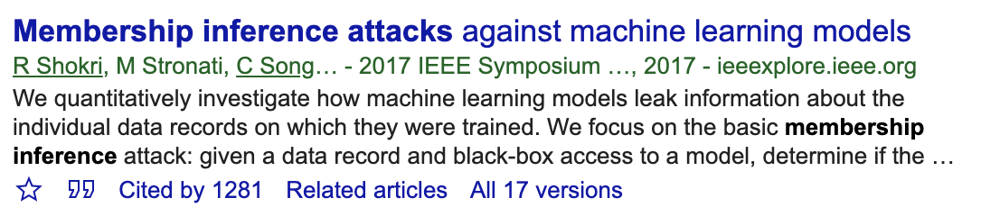 Membership inference attacks against machine learning models
R Shokri, M Stronati, C Song… - 2017 IEEE Symposium …, 2017 - ieeexplore.ieee.org
We quantitatively investigate how machine learning models leak information about the
individual data records on which they were trained. We focus on the basic membership
inference attack: given a data record and black-box access to a model, determine if the …
Cited by 1281 Related articles All 17 versions